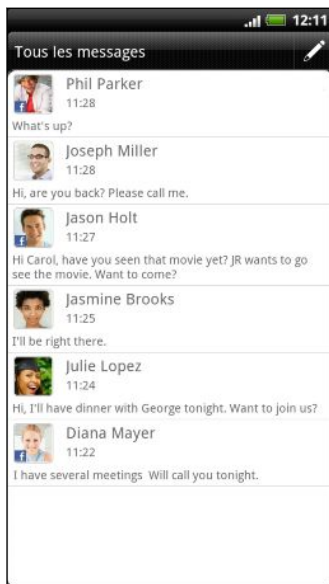 12:11
Tous les messages
Phil Parker
11:28
What's up?
Joseph Miller
11:28
Hi, are you back? Please call me.
Jason Holt
11:27
Hi Carol, have you seen that movie yet? JR wants to go
see the movie. Want to come?
Jasmine Brooks
11:25
I'll be right there.
Julie Lopez
11:24
Hi, I'll have dinner with George tonight. Want to join us?
Diana Mayer
11:22
I have several meetings  Will call you tonight.